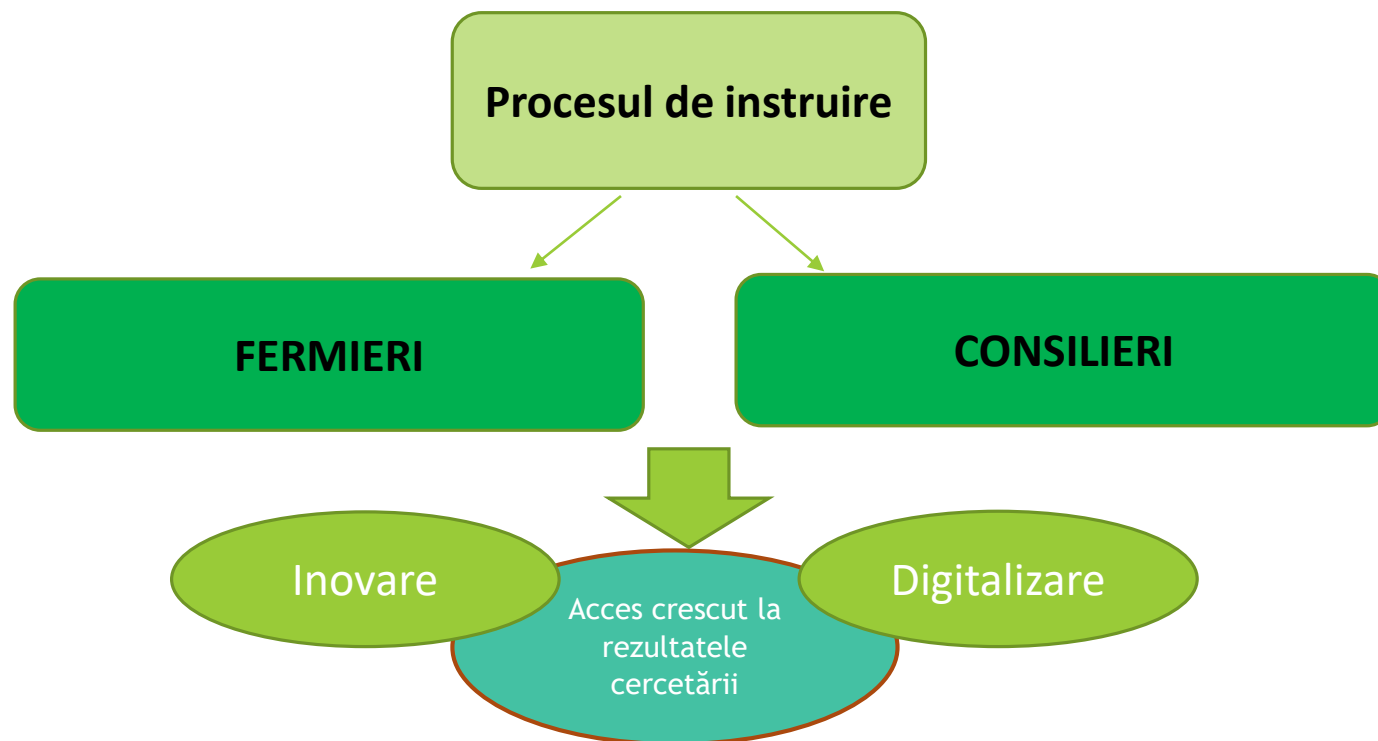 Procesul de instruire
FERMIERI
CONSILIERI
Inovare
Digitalizare
Acces crescut la
rezultatele
cercetării